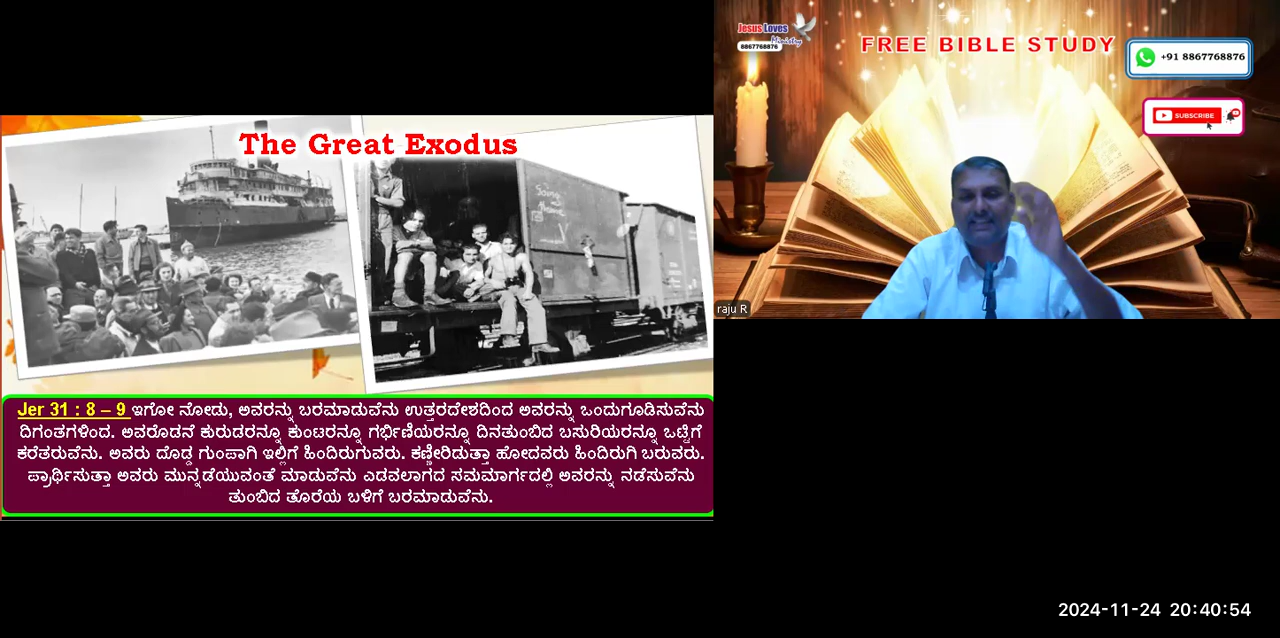 The Great Exodus
Jer 31 : 8 – 9 ಇಗೋ ನೋಡು, ಅವರನ್ನು ಬರಮಾಡುವೆನು ಉತ್ತರದೇಶದಿಂದ ಅವರನ್ನು ಒಂದುಗೂಡಿಸುವೆನು
ದಿಗಂತಗಳಿಂದ. ಅವರೊಡನೆ ಕುರುಡರನ್ನೂ ಕುಂಟರನ್ನೂ ಗರ್ಭಿಣಿಯರನ್ನೂ ದಿನತುಂಬಿದ ಬಸುರಿಯರನ್ನೂ ಒಟ್ಟಿಗೆ
ಕರೆತರುವೆನು. ಅವರು ದೊಡ್ಡ ಗುಂಪಾಗಿ ಇಲ್ಲಿಗೆ ಹಿಂದಿರುಗುವರು. ಕಣ್ಣೀರಿಡುತ್ತಾ ಹೋದವರು ಹಿಂದಿರುಗಿ ಬರುವರು.
ಪ್ರಾರ್ಥಿಸುತ್ತಾ ಅವರು ಮುನ್ನಡೆಯುವಂತೆ ಮಾಡುವೆನು ಎಡವಲಾಗದ ಸಮಮಾರ್ಗದಲ್ಲಿ ಅವರನ್ನು ನಡೆಸುವೆನು
ತುಂಬಿದ ತೊರೆಯ ಬಳಿಗೆ ಬರಮಾಡುವೆನು.
Jesus Loves
Ministry
8867768876
FREE BIBLE STUDY
+91 8867768876
SUBSCRIBE
raju R
2024-11-24 20:40:54